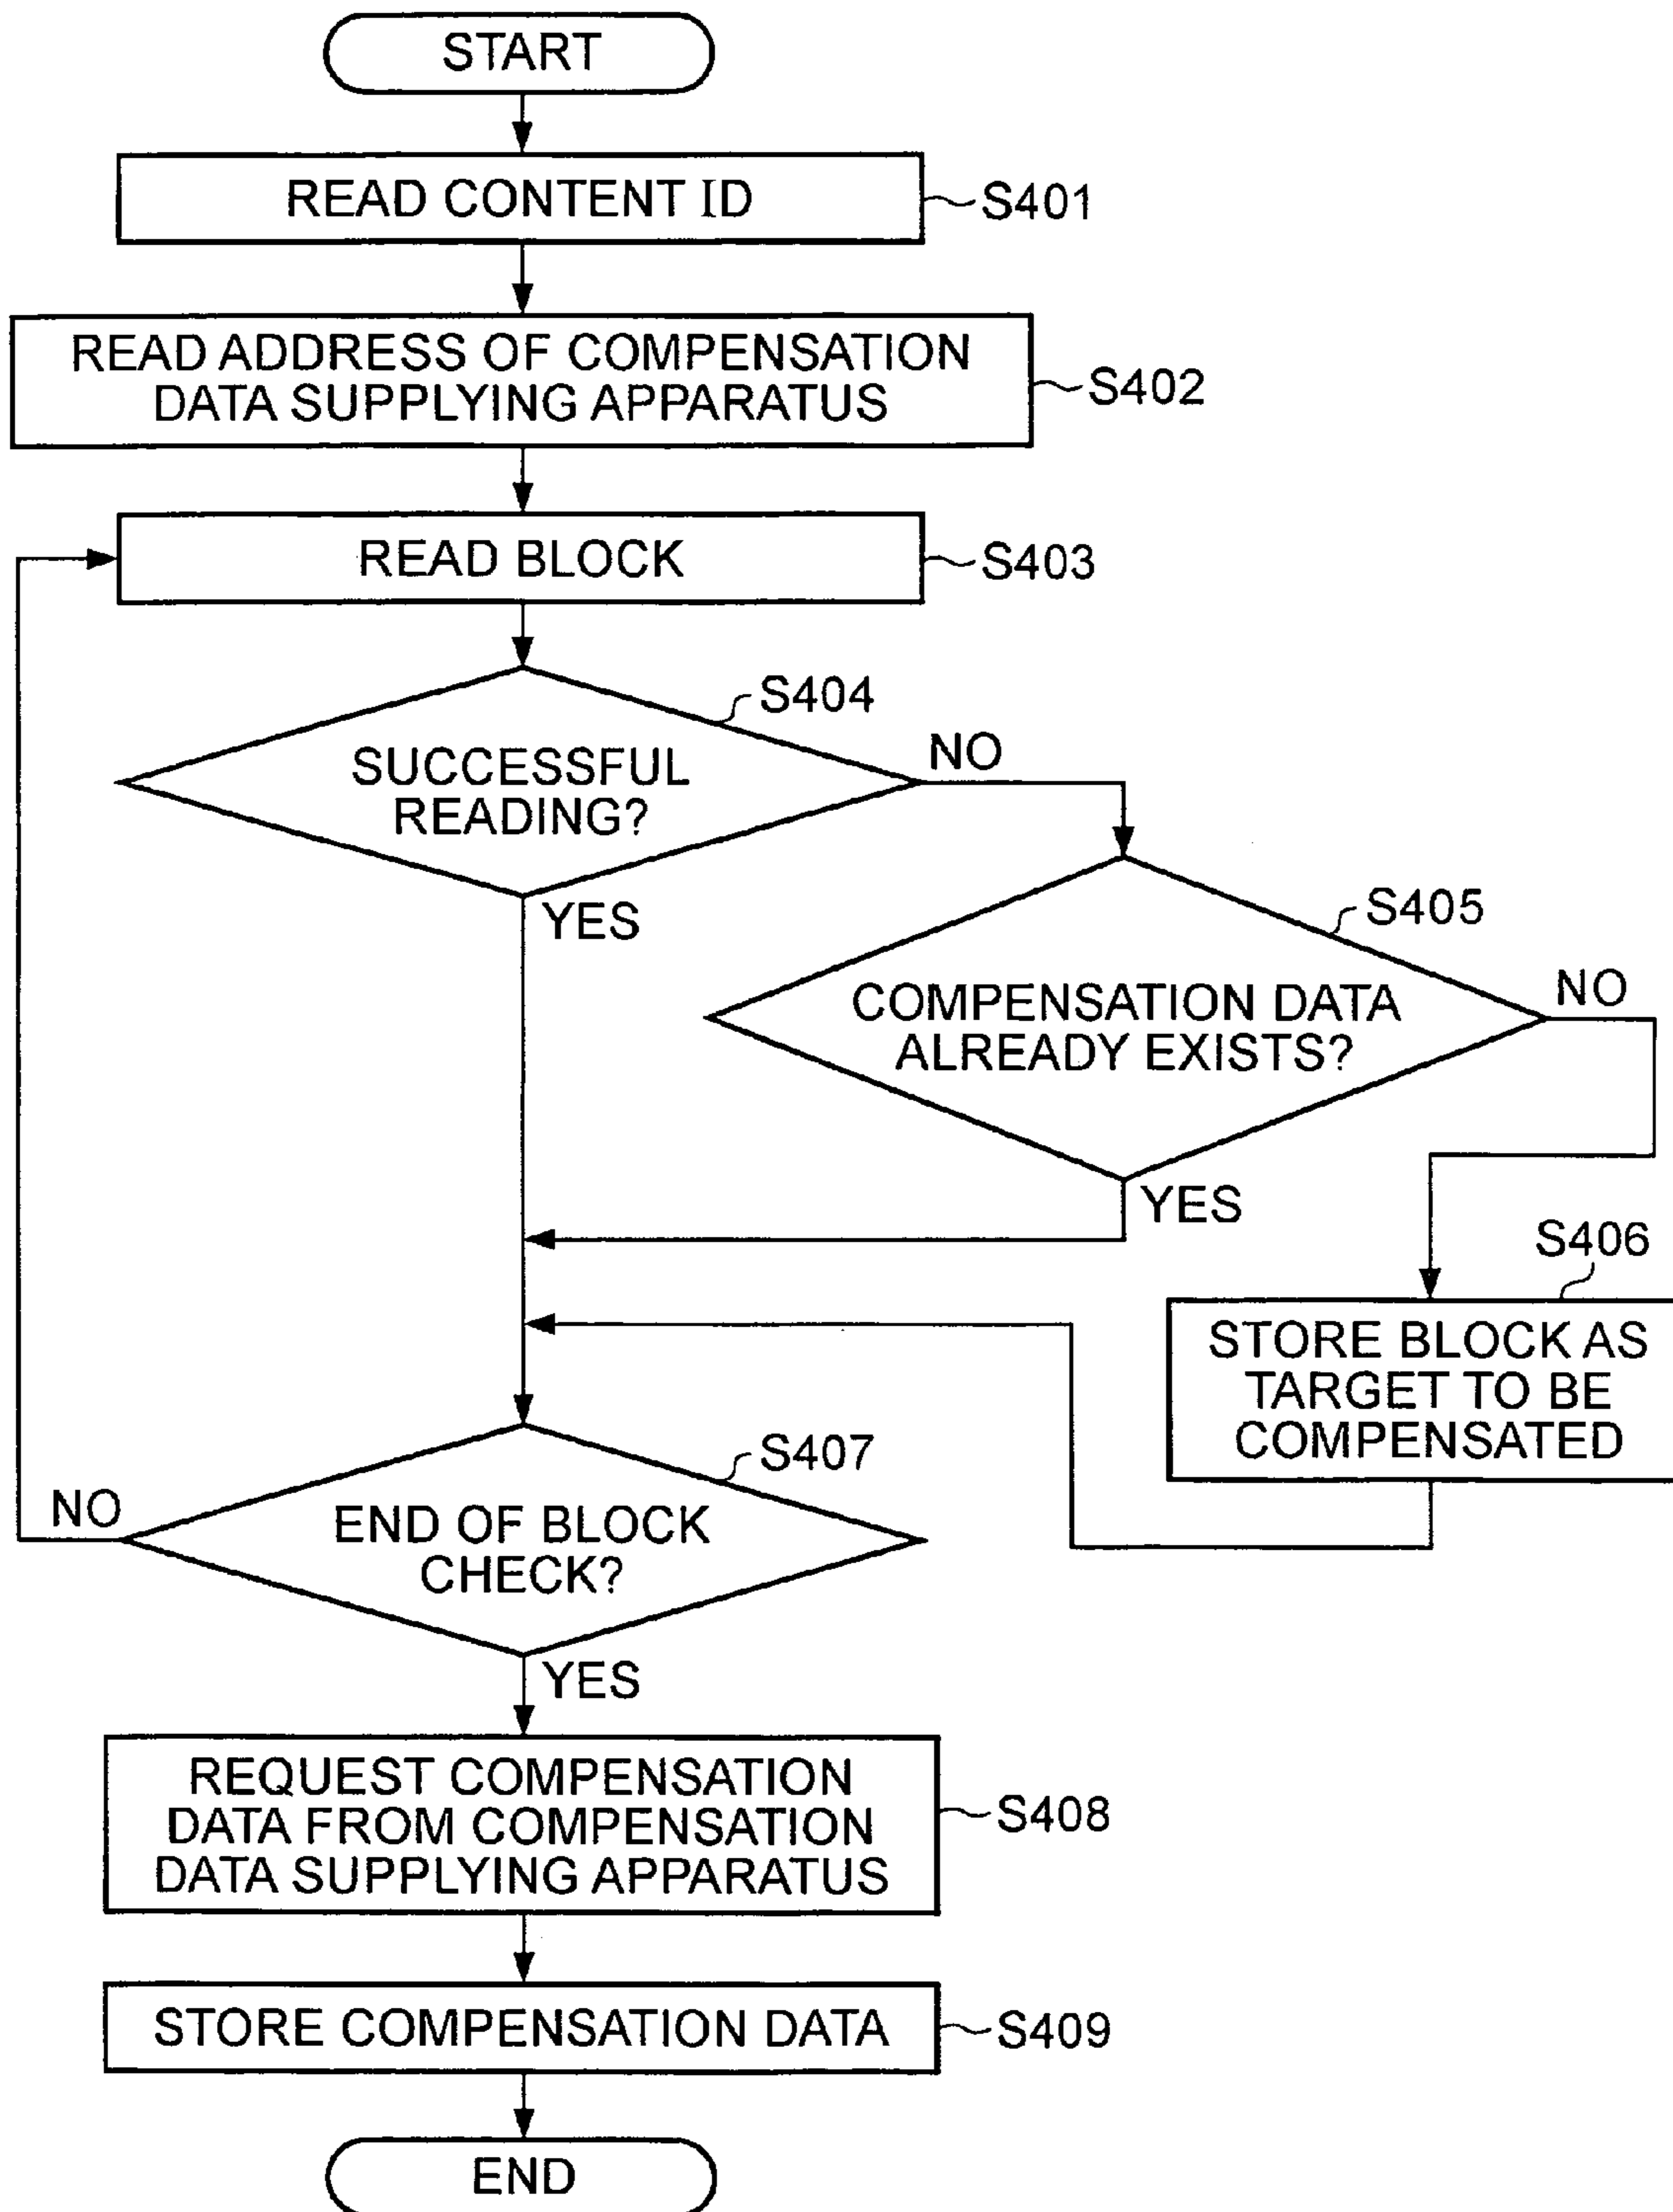 START
READ CONTENT ID
S401
READ ADDRESS OF COMPENSATION
DATA SUPPLYING APPARATUS
S402
READ BLOCK
S403
S404
SUCCESSFUL
READING?
NO
YES
S405
COMPENSATION DATA
ALREADY EXISTS?
NO
YES
S406
STORE BLOCK AS
TARGET TO BE
COMPENSATED
S407
END OF BLOCK
CHECK?
NO
YES
REQUEST COMPENSATION
DATA FROM COMPENSATION
DATA SUPPLYING APPARATUS
S408
STORE COMPENSATION DATA
S409
END